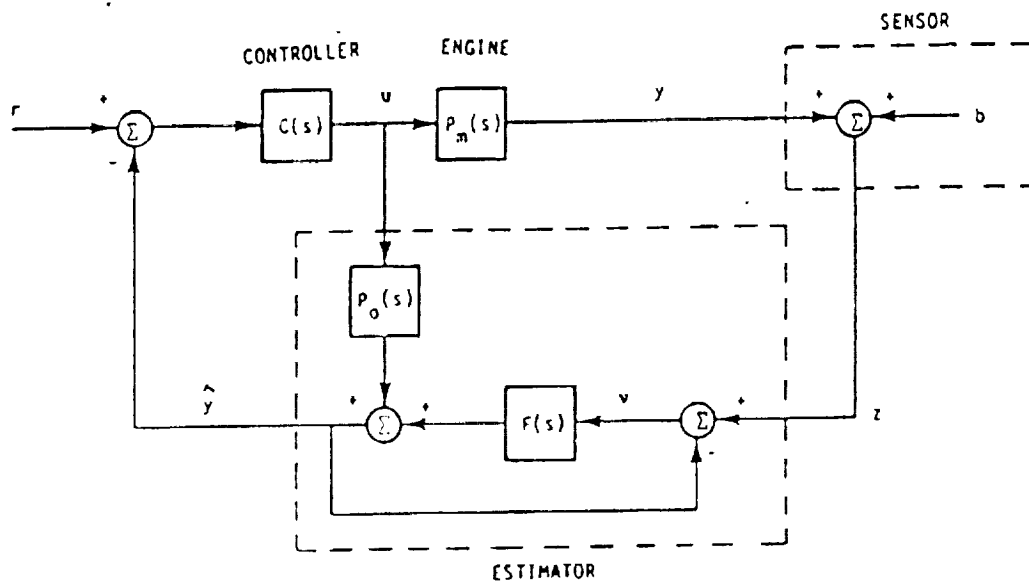 SENSOR
CONTROLLER
ENGINE
r
+
Σ
-
C(s)
u
P_m(s)
y
+
Σ
+
b
P_o(s)
ŷ
+
Σ
+
F(s)
ν
Σ
+
-
z
ESTIMATOR